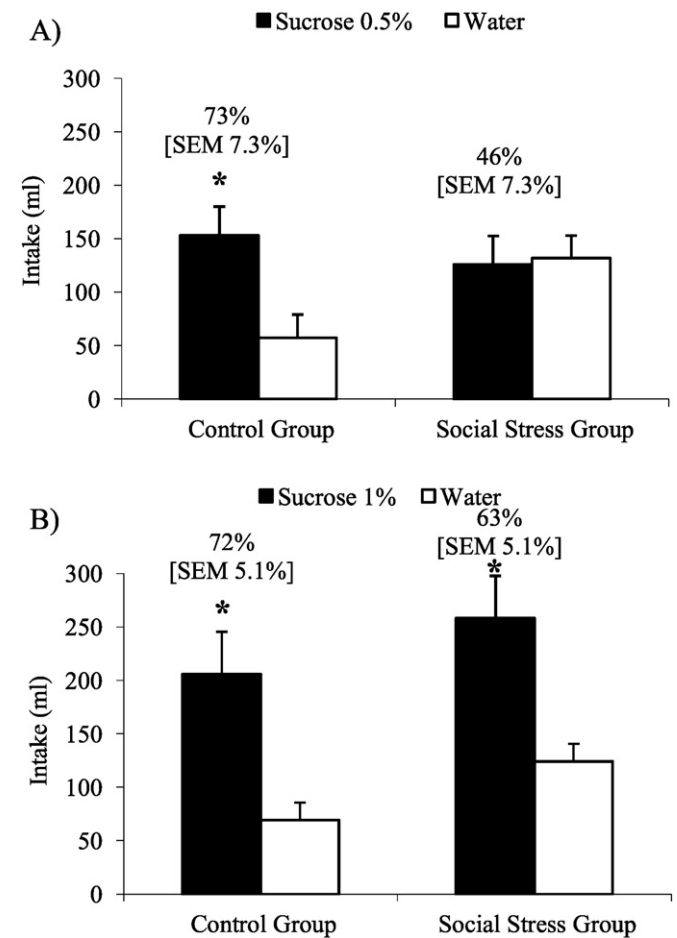 A)
Sucrose 0.5% Water
300
250
200
150
100
50
0
Intake (ml)
73%
[SEM 7.3%]
*
46%
[SEM 7.3%]
Control Group
Social Stress Group
B)
Sucrose 1% Water
300
250
200
150
100
50
0
Intake (ml)
72%
[SEM 5.1%]
*
63%
[SEM 5.1%]
*
Control Group
Social Stress Group